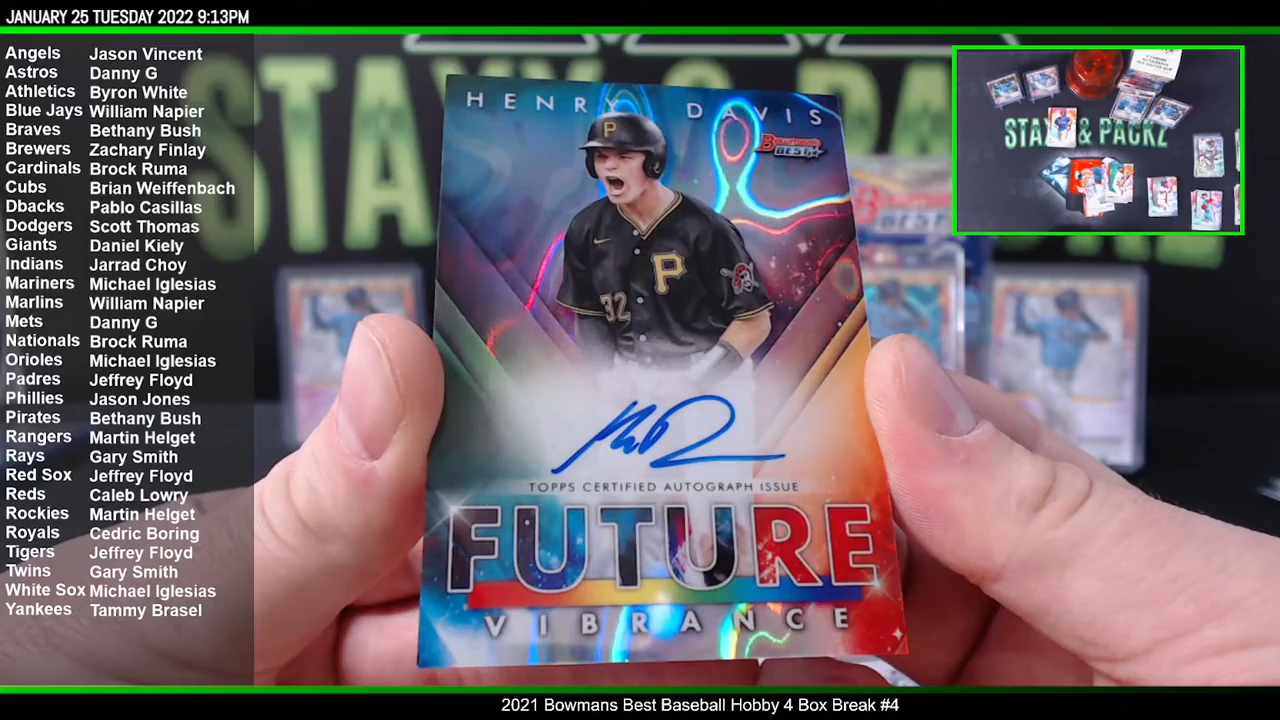 JANUARY 25 TUESDAY 2022 9:13PM
Angels Jason Vincent
Astros Danny G
Athletics Byron White
Blue Jays William Napier
Braves Bethany Bush
Brewers Zachary Finlay
Cardinals Brock Ruma
Cubs Brian Weiffenbach
Dbacks Pablo Casillas
Dodgers Scott Thomas
Giants Daniel Kiely
Indians Jarrad Choy
Mariners Michael Iglesias
Marlins William Napier
Mets Danny G
Nationals Brock Ruma
Orioles Michael Iglesias
Padres Jeffrey Floyd
Phillies Jason Jones
Pirates Bethany Bush
Rangers Martin Helget
Rays Gary Smith
Red Sox Jeffrey Floyd
Reds Caleb Lowry
Rockies Martin Helget
Royals Cedric Boring
Tigers Jeffrey Floyd
Twins Gary Smith
White Sox Michael Iglesias
Yankees Tammy Brasel
HENRY DAVIS
BOWMAN'S BEST
P
P
32
TOPPS CERTIFIED AUTOGRAPH ISSUE
FUTURE
VIBRANCE
STAXX & PACKZ
2021 Bowmans Best Baseball Hobby 4 Box Break #4